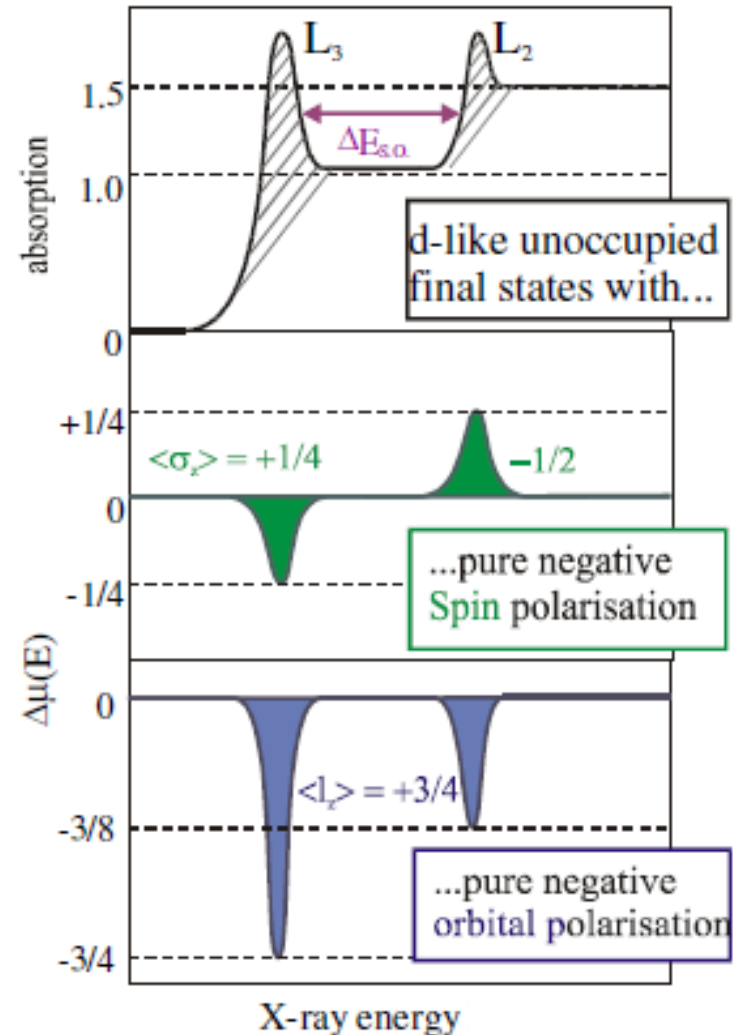 L₃
L₂
1.5
ΔEs.o.
1.0
absorption
d-like unoccupied
final states with...
0
+1/4
<σz> = +1/4
–1/2
0
...pure negative
Spin polarisation
-1/4
Δμ(E)
0
<lz> = +3/4
-3/8
...pure negative
orbital polarisation
-3/4
X-ray energy